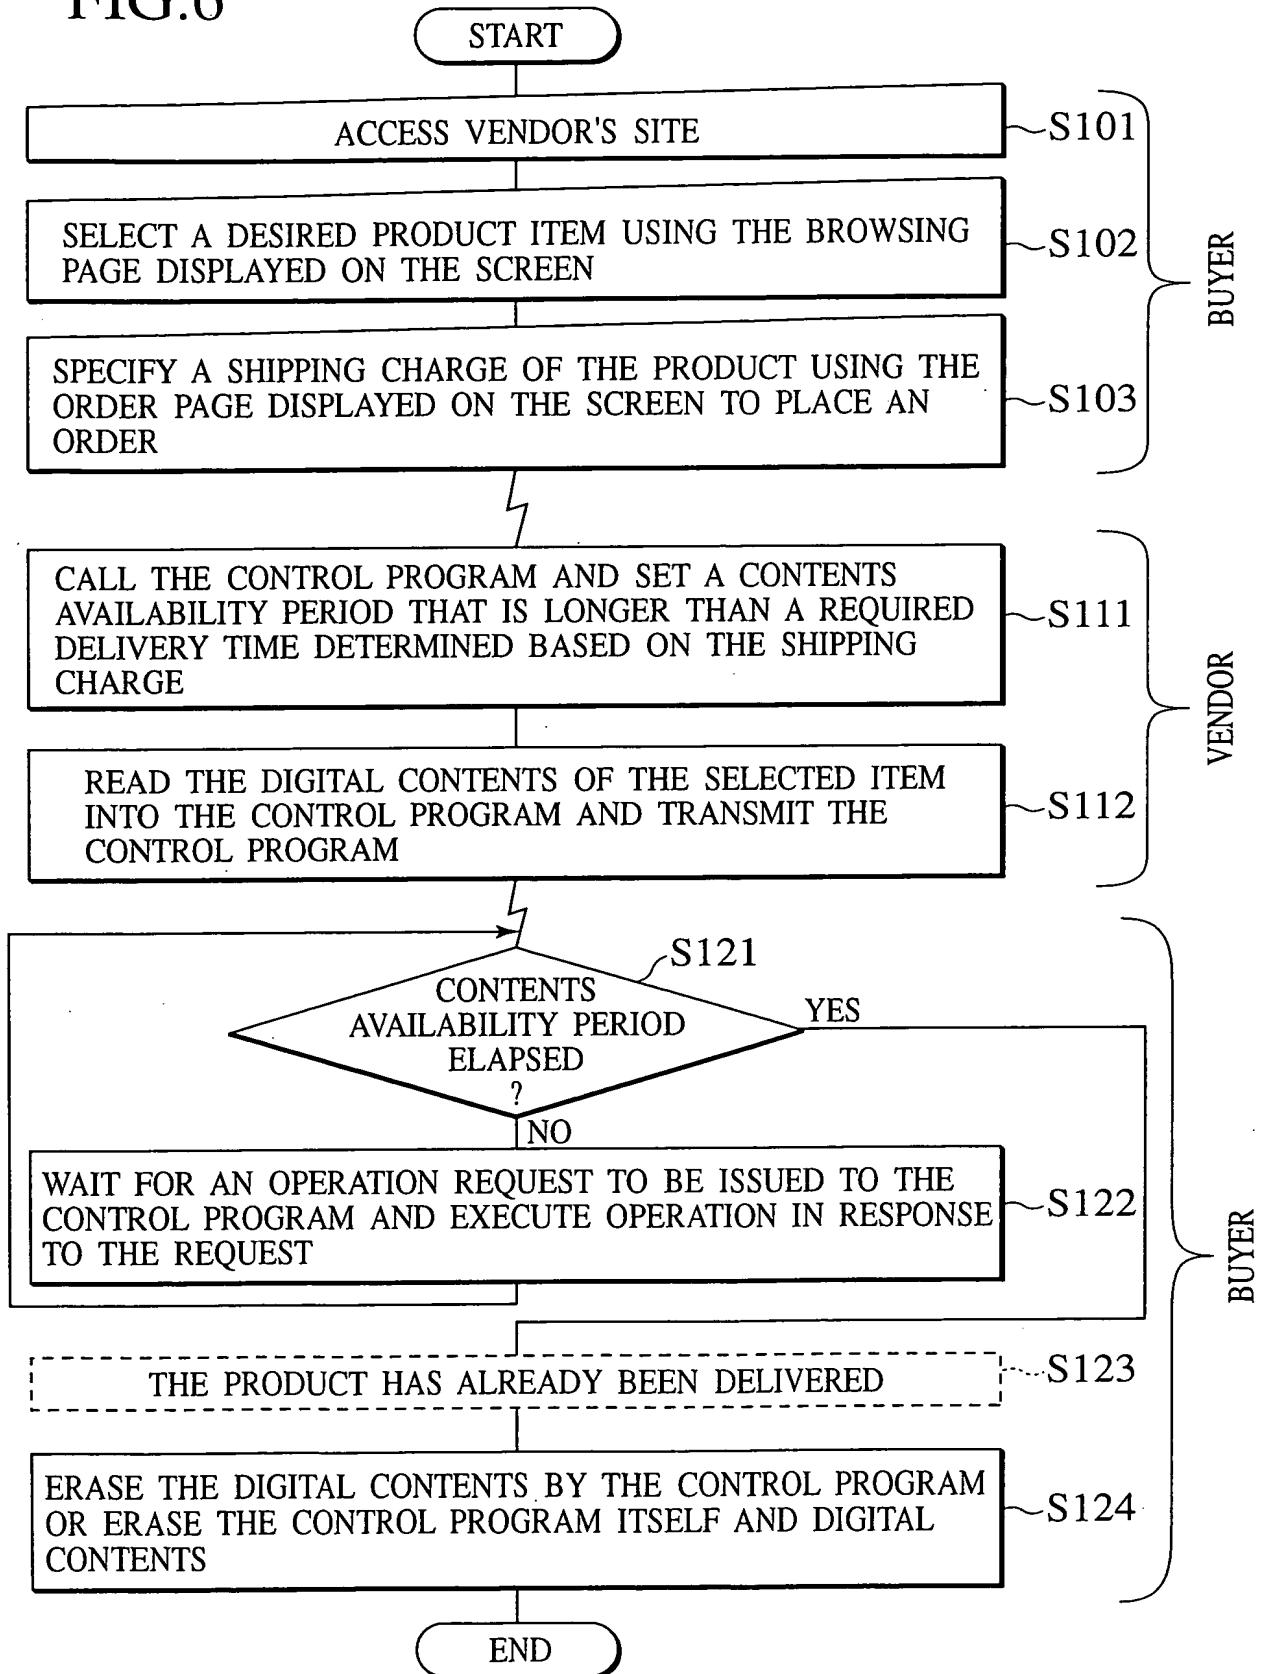 FIG.6
START
ACCESS VENDOR'S SITE
S101
SELECT A DESIRED PRODUCT ITEM USING THE BROWSING
PAGE DISPLAYED ON THE SCREEN
S102
SPECIFY A SHIPPING CHARGE OF THE PRODUCT USING THE
ORDER PAGE DISPLAYED ON THE SCREEN TO PLACE AN
ORDER
S103
BUYER
CALL THE CONTROL PROGRAM AND SET A CONTENTS
AVAILABILITY PERIOD THAT IS LONGER THAN A REQUIRED
DELIVERY TIME DETERMINED BASED ON THE SHIPPING
CHARGE
S111
READ THE DIGITAL CONTENTS OF THE SELECTED ITEM
INTO THE CONTROL PROGRAM AND TRANSMIT THE
CONTROL PROGRAM
S112
VENDOR
S121
CONTENTS
AVAILABILITY PERIOD
ELAPSED
?
YES
NO
WAIT FOR AN OPERATION REQUEST TO BE ISSUED TO THE
CONTROL PROGRAM AND EXECUTE OPERATION IN RESPONSE
TO THE REQUEST
S122
THE PRODUCT HAS ALREADY BEEN DELIVERED
S123
ERASE THE DIGITAL CONTENTS BY THE CONTROL PROGRAM
OR ERASE THE CONTROL PROGRAM ITSELF AND DIGITAL
CONTENTS
S124
BUYER
END